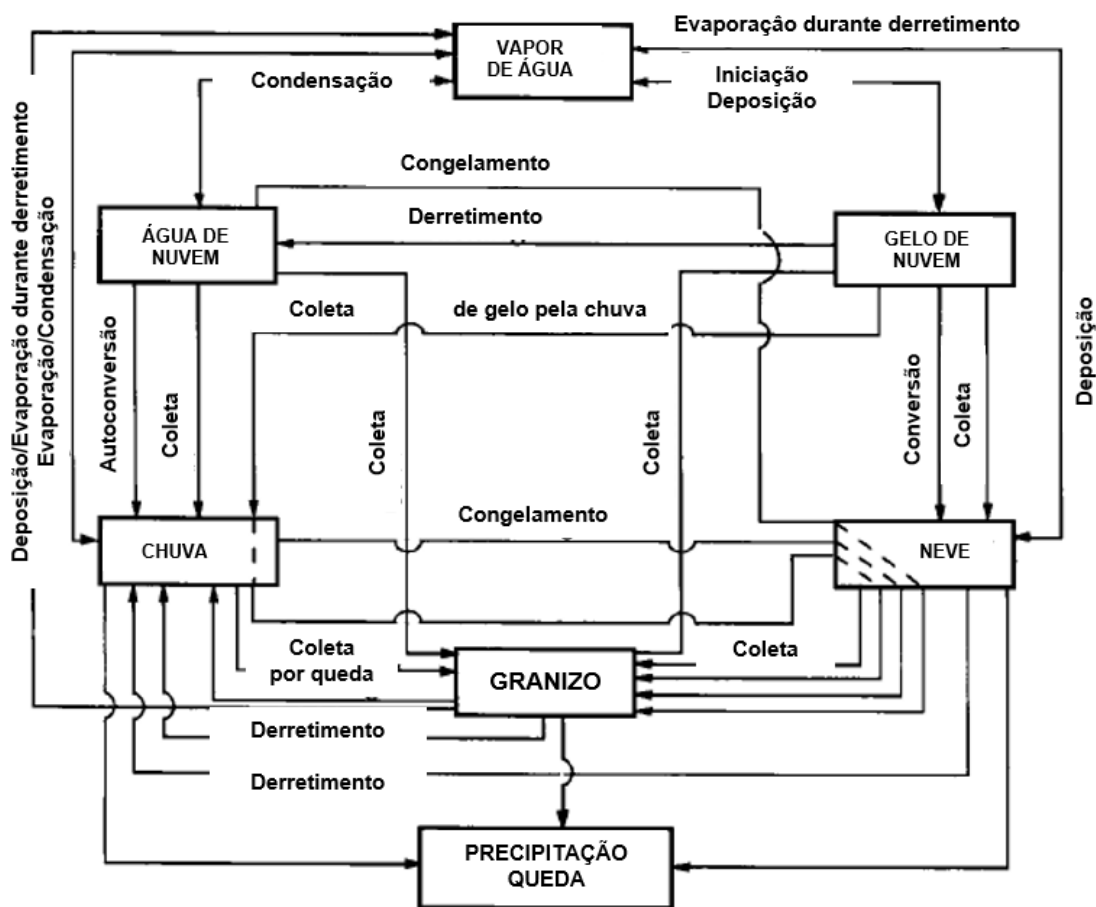 Evaporação durante derretimento
VAPOR
DE ÁGUA
Condensação
Iniciação
Deposição
Congelamento
Derretimento
ÁGUA DE
NUVEM
GELO DE
NUVEM
Coleta
de gelo pela chuva
Deposição/Evaporação durante derretimento
Evaporação/Condensação
Autoconversão
Coleta
Coleta
Coleta
Conversão
Coleta
Deposição
Congelamento
CHUVA
NEVE
Coleta
por queda
GRANIZO
Coleta
Derretimento
Derretimento
PRECIPITAÇÃO
QUEDA